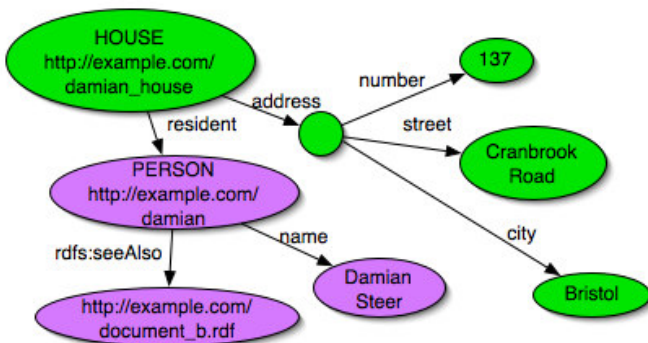 HOUSE
http://example.com/
damian_house
137
number
address
street
resident
Cranbrook
Road
PERSON
http://example.com/
damian
name
city
rdfs:seeAlso
Damian
Steer
Bristol
http://example.com/
document_b.rdf